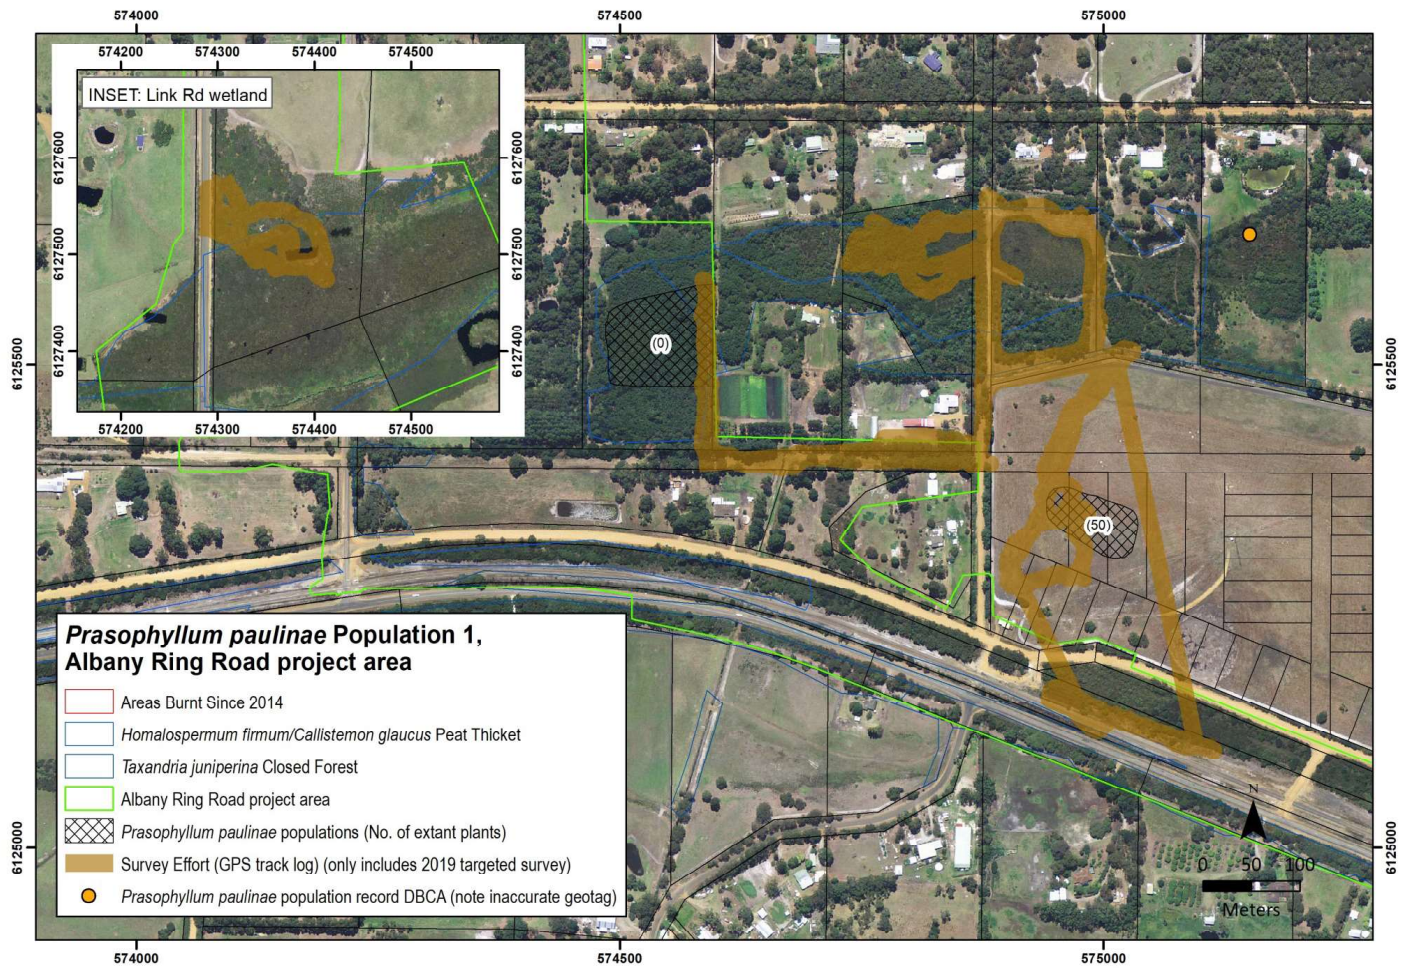 574000
574500
575000
574200
574300
574400
574500
INSET: Link Rd wetland
6127600
6127600
6127500
6127500
6127400
6127400
574200
574300
574400
574500
6125500
6125500
(0)
(50)
Prasophyllum paulinae Population 1,
Albany Ring Road project area
Areas Burnt Since 2014
Homalospermum firmum/Callistemon glaucus Peat Thicket
Taxandria juniperina Closed Forest
Albany Ring Road project area
Prasophyllum paulinae populations (No. of extant plants)
Survey Effort (GPS track log) (only includes 2019 targeted survey)
Prasophyllum paulinae population record DBCA (note inaccurate geotag)
N
0 50 100
Meters
6125000
6125000
574000
574500
575000